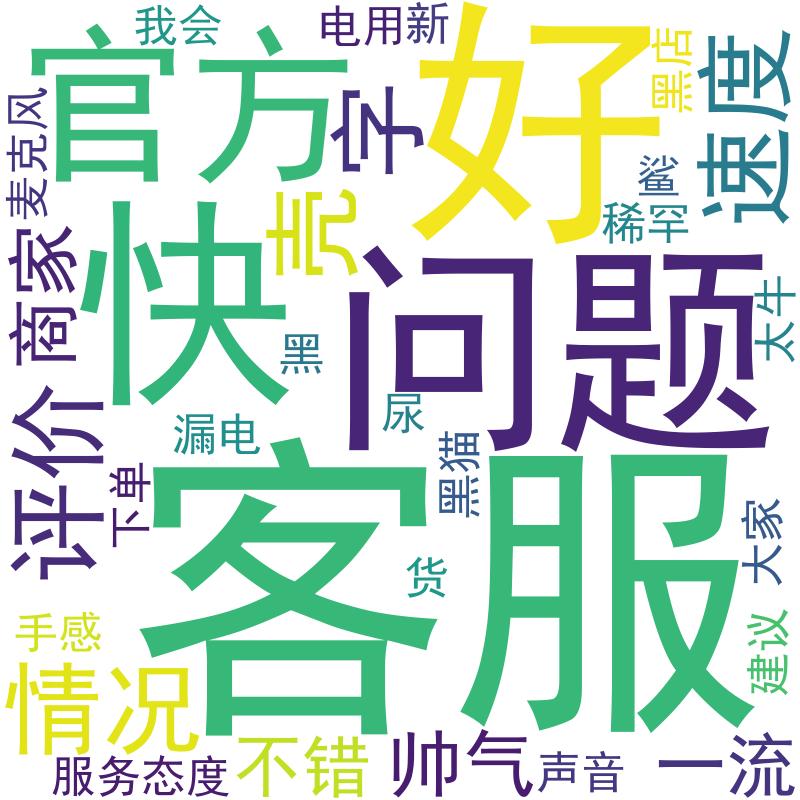 我会
电用新
黑店
官方
好
速度
字
麦克风
鲨
壳
稀罕
快
商家
问题
太牛
黑
评价
尿
漏电
黑猫
下单
客服
大家
货
手感
建议
情况
帅气
一流
不错
服务态度
声音